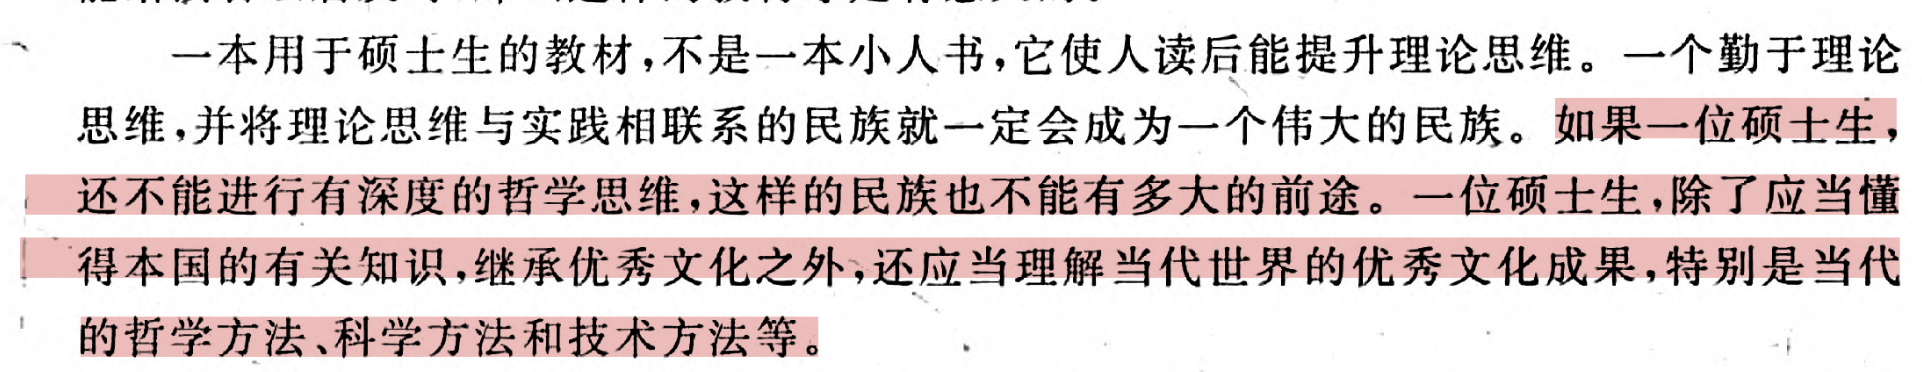 一本用于硕士生的教材,不是一本小人书,它使人读后能提升理论思维。一个勤于理论
思维,并将理论思维与实践相联系的民族就一定会成为一个伟大的民族。如果一位硕士生,
还不能进行有深度的哲学思维,这样的民族也不能有多大的前途。一位硕士生,除了应当懂
得本国的有关知识,继承优秀文化之外,还应当理解当代世界的优秀文化成果,特别是当代
的哲学方法、科学方法和技术方法等。